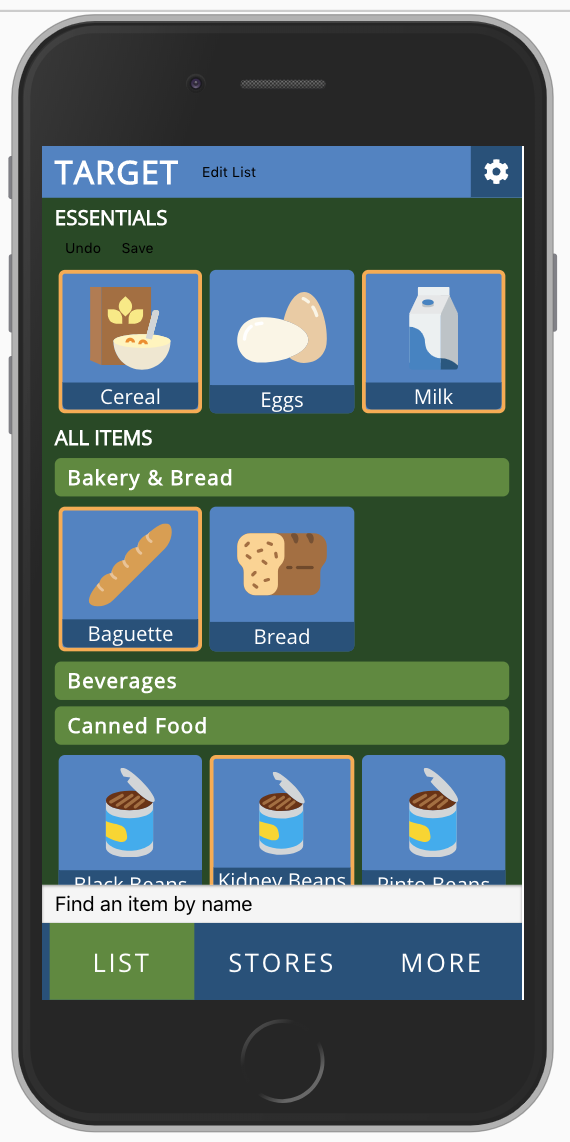 TARGET Edit List
ESSENTIALS
Undo Save
Cereal Eggs Milk
ALL ITEMS
Bakery & Bread
Baguette Bread
Beverages
Canned Food
Black Beans Kidney Beans Pinto Beans
Find an item by name
LIST STORES MORE